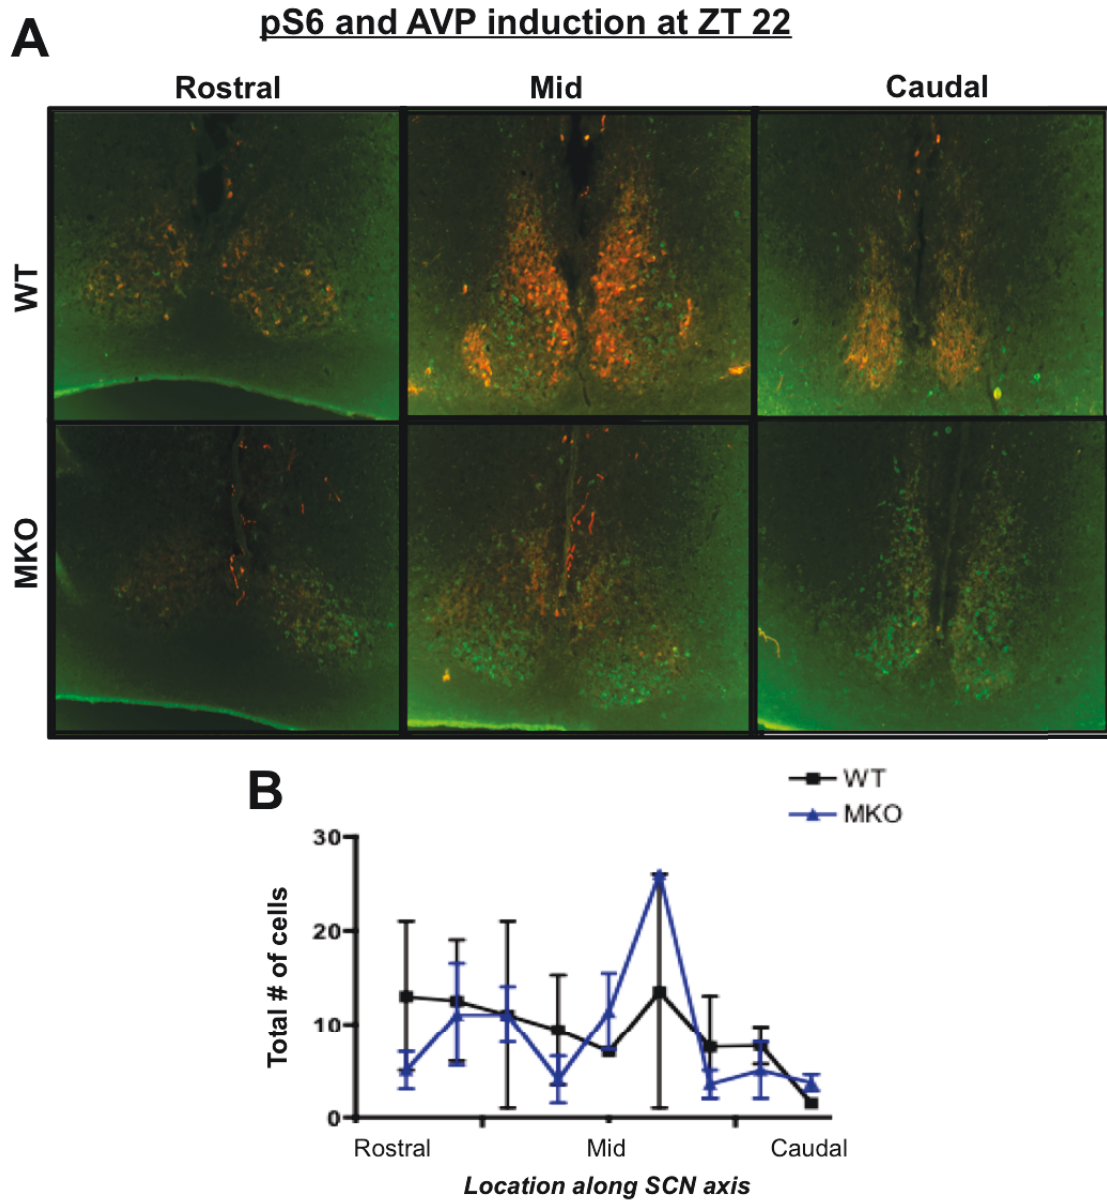 pS6 and AVP induction at ZT 22
A
Rostral
Mid
Caudal
WT
MKO
B
WT
MKO
30
20
10
0
Total # of cells
Rostral
Mid
Caudal
Location along SCN axis